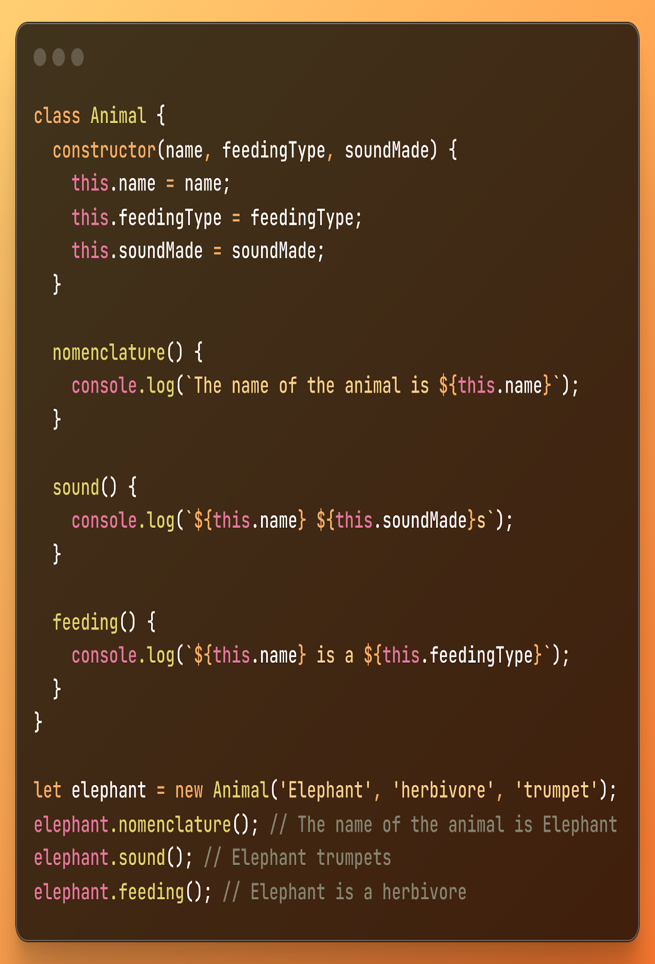 class Animal {
  constructor(name, feedingType, soundMade) {
    this.name = name;
    this.feedingType = feedingType;
    this.soundMade = soundMade;
  }

  nomenclature() {
    console.log(`The name of the animal is ${this.name}`);
  }

  sound() {
    console.log(`${this.name} ${this.soundMade}s`);
  }

  feeding() {
    console.log(`${this.name} is a ${this.feedingType}`);
  }
}

let elephant = new Animal('Elephant', 'herbivore', 'trumpet');
elephant.nomenclature(); // The name of the animal is Elephant
elephant.sound(); // Elephant trumpets
elephant.feeding(); // Elephant is a herbivore